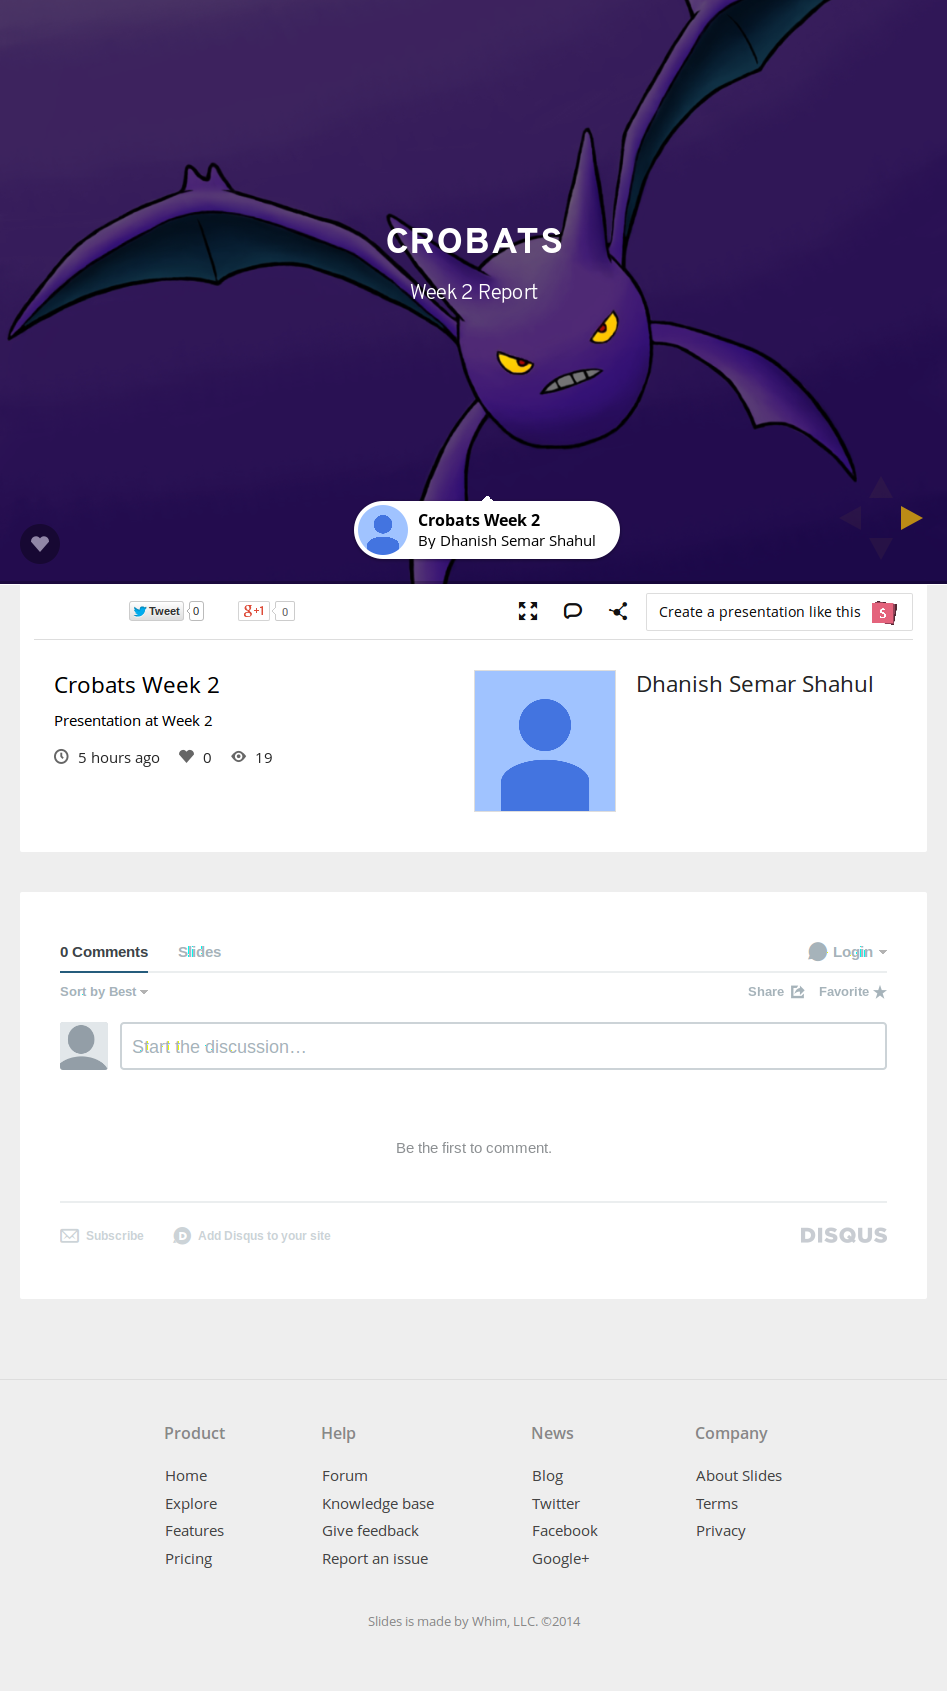 CROBATS
Week 2 Report
Crobats Week 2
By Dhanish Semar Shahul
Tweet 0
g+1 0
Create a presentation like this S
Crobats Week 2
Presentation at Week 2
5 hours ago 0 19
Dhanish Semar Shahul
0 Comments Slides Login
Sort by Best Share Favorite
Start the discussion…
Be the first to comment.
Subscribe D Add Disqus to your site DISQUS
Product
Home
Explore
Features
Pricing
Help
Forum
Knowledge base
Give feedback
Report an issue
News
Blog
Twitter
Facebook
Google+
Company
About Slides
Terms
Privacy
Slides is made by Whim, LLC. ©2014